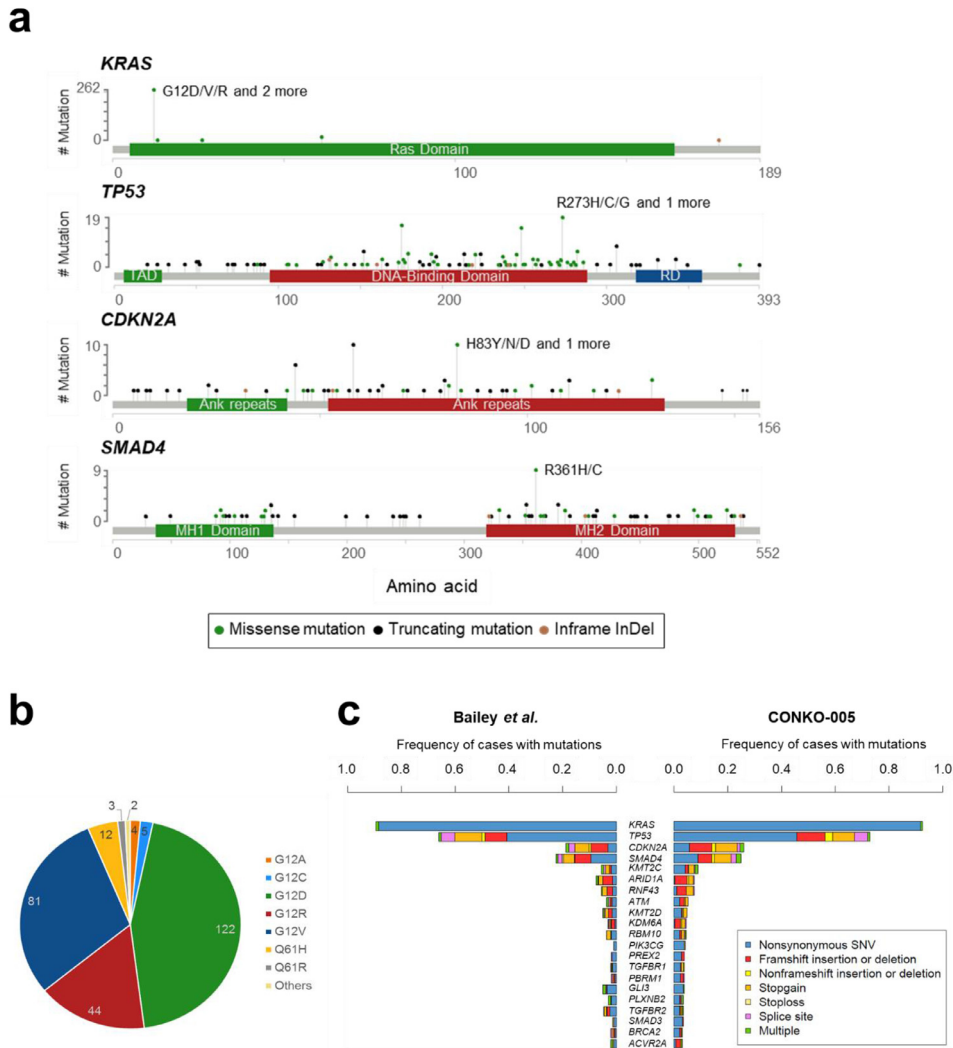 a
KRAS
# Mutation
262
0
G12D/V/R and 2 more
Ras Domain
0 100 189
TP53
# Mutation
19
0
R273H/C/G and 1 more
TAD DNA-Binding Domain RD
0 100 200 300 393
CDKN2A
# Mutation
10
0
H83Y/N/D and 1 more
Ank repeats Ank repeats
0 100 156
SMAD4
# Mutation
9
0
R361H/C
MH1 Domain MH2 Domain
0 100 200 300 400 500 552
Amino acid
Missense mutation Truncating mutation Inframe InDel
b
3 2
12 4 5
81
122
44
G12A
G12C
G12D
G12R
G12V
Q61H
Q61R
Others
c
Bailey et al. CONKO-005
Frequency of cases with mutations Frequency of cases with mutations
1.0 0.8 0.6 0.4 0.2 0.0 0.0 0.2 0.4 0.6 0.8 1.0
KRAS
TP53
CDKN2A
SMAD4
KMT2C
ARID1A
RNF43
ATM
KMT2D
KDM6A
RBM10
PIK3CG
PREX2
TGFBR1
PBRM1
GLI3
PLXNB2
TGFBR2
SMAD3
BRCA2
ACVR2A
Nonsynonymous SNV
Framshift insertion or deletion
Nonframeshift insertion or deletion
Stopgain
Stoploss
Splice site
Multiple